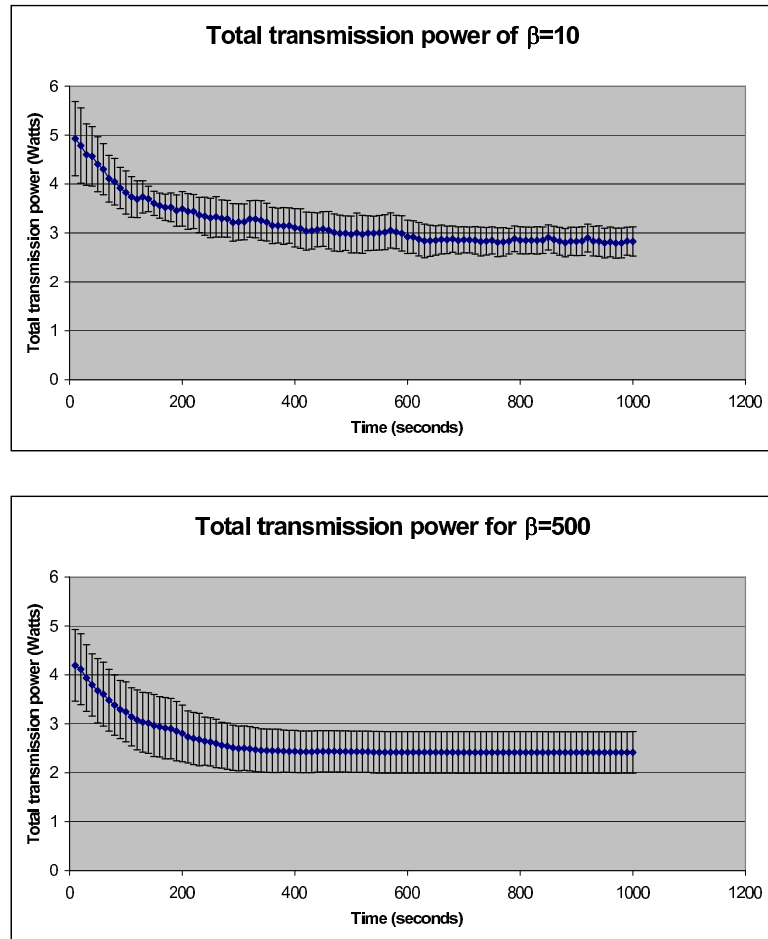 Total transmission power of β=10
Total transmission power (Watts)
6
5
4
3
2
1
0
0 200 400 600 800 1000 1200
Time (seconds)
Total transmission power for β=500
Total transmission power (Watts)
6
5
4
3
2
1
0
0 200 400 600 800 1000 1200
Time (seconds)